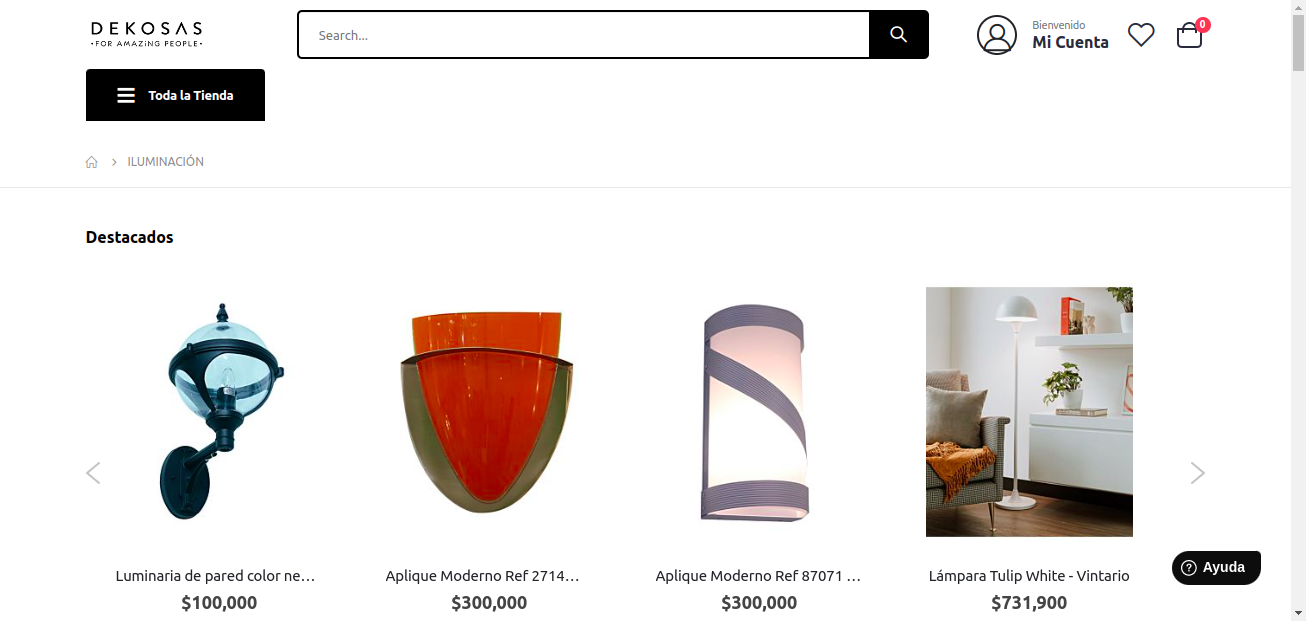 DEKOSAS
•FOR AMAZiNG PEOPLE•
Search...
Bienvenido
Mi Cuenta
0
Toda la Tienda
ILUMINACIÓN
Destacados
Luminaria de pared color ne...
$100,000
Aplique Moderno Ref 2714...
$300,000
Aplique Moderno Ref 87071 ...
$300,000
Lámpara Tulip White - Vintario
$731,900
Ayuda